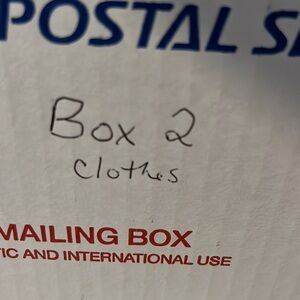 POSTAL S
Box 2
Clothes
MAILING BOX
TIC AND INTERNATIONAL USE